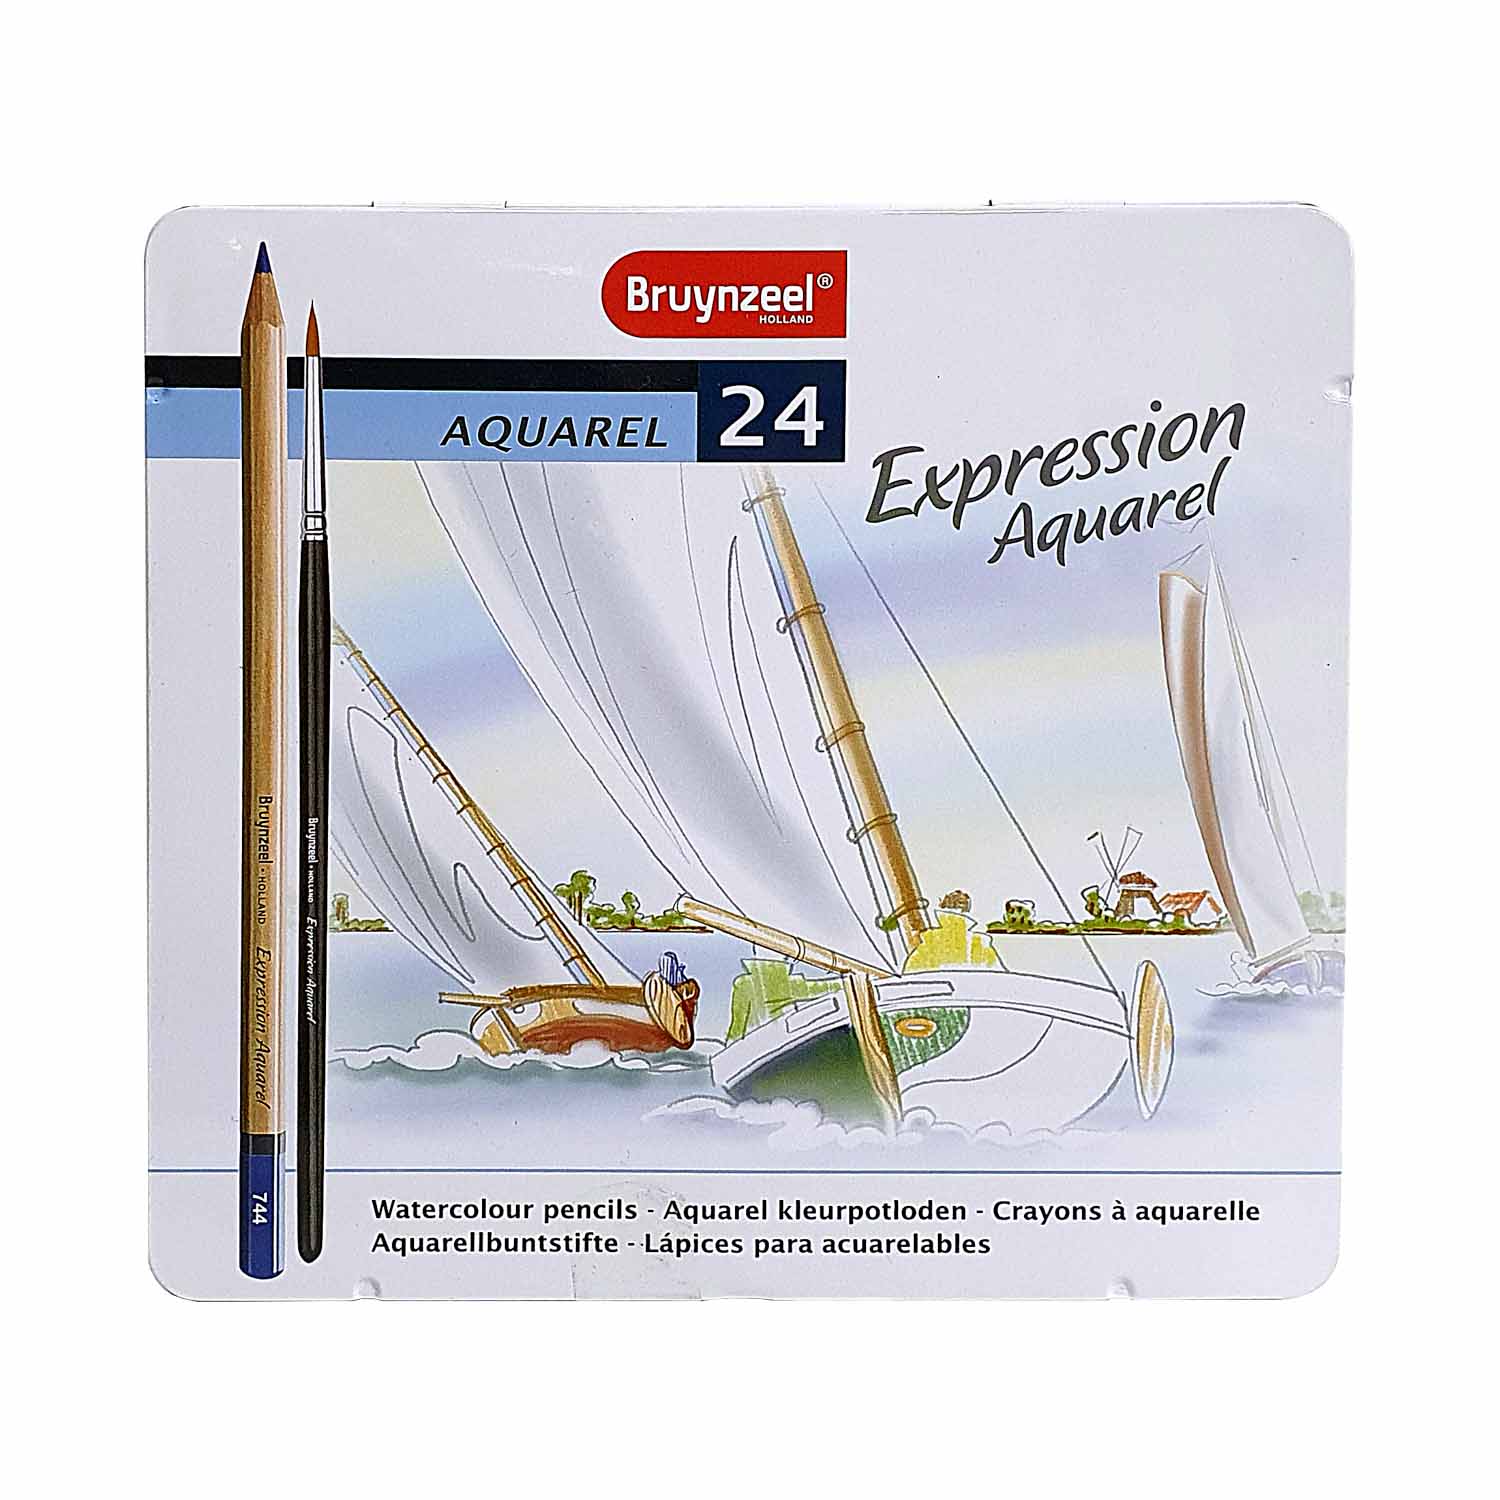 Bruynzeel®
HOLLAND
AQUAREL 24
Expression
Aquarel
Bruynzeel • HOLLAND Expression Aquarel
744
Bruynzeel • HOLLAND Expression Aquarel
Watercolour pencils - Aquarel kleurpotloden - Crayons à aquarelle
Aquarellbuntstifte - Lápices para acuarelables